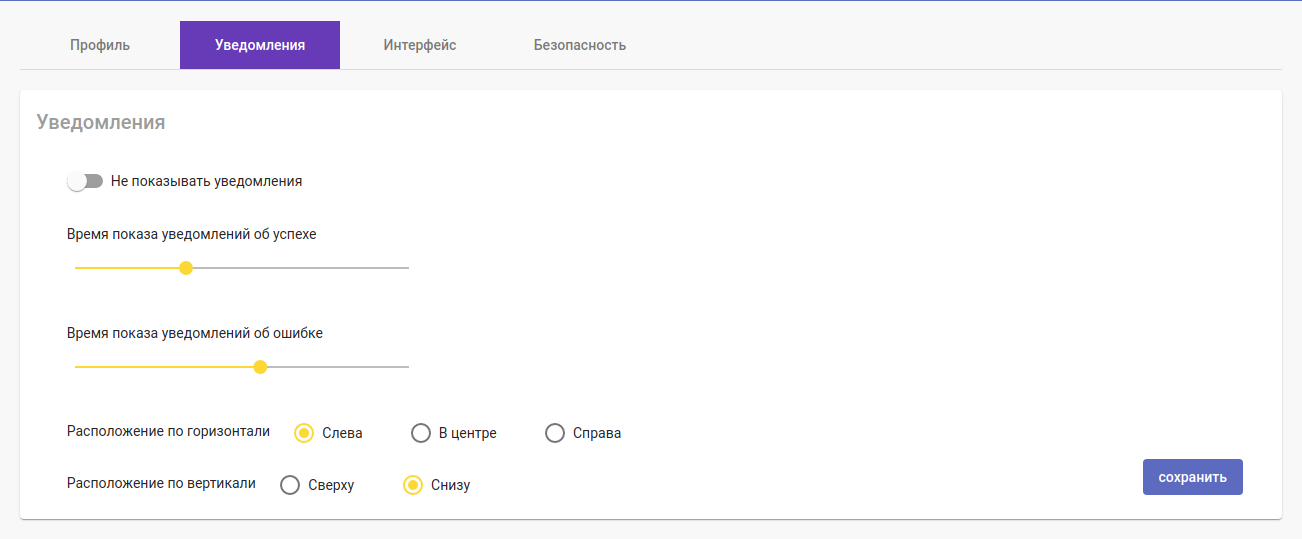 Профиль Уведомления Интерфейс Безопасность
Уведомления
Не показывать уведомления
Время показа уведомлений об успехе
Время показа уведомлений об ошибке
Расположение по горизонтали Слева В центре Справа
Расположение по вертикали Сверху Снизу
сохранить